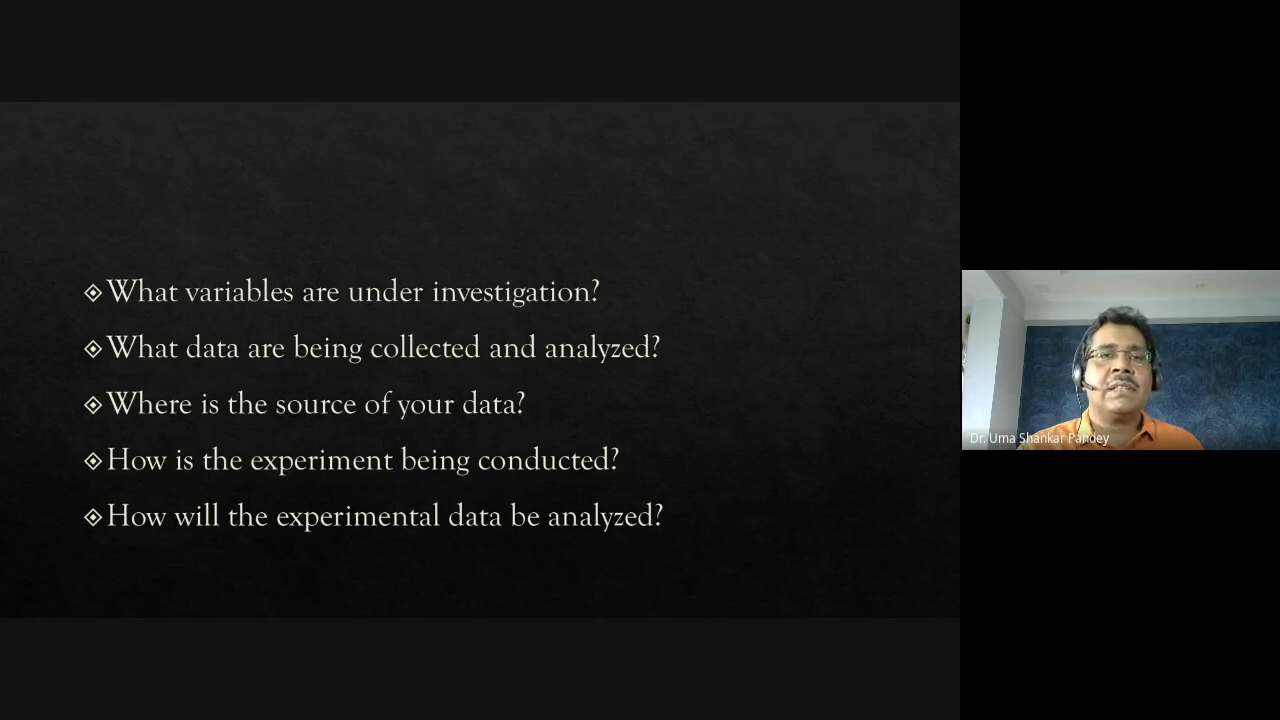 What variables are under investigation?
What data are being collected and analyzed?
Where is the source of your data?
How is the experiment being conducted?
How will the experimental data be analyzed?
Dr. Uma Shankar Pandey